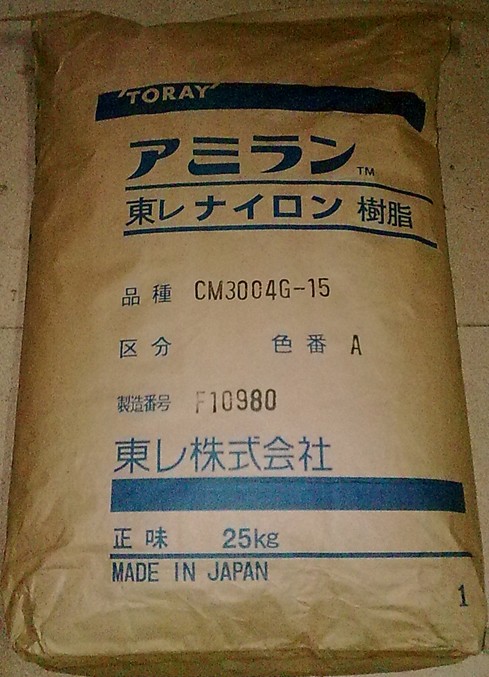 'TORAY'
アミラン™
東レ ナイロン 樹脂
品種 CM3004G-15
区分 色番 A
製造番号 F10980
東レ株式会社
正味 25kg
MADE IN JAPAN
1